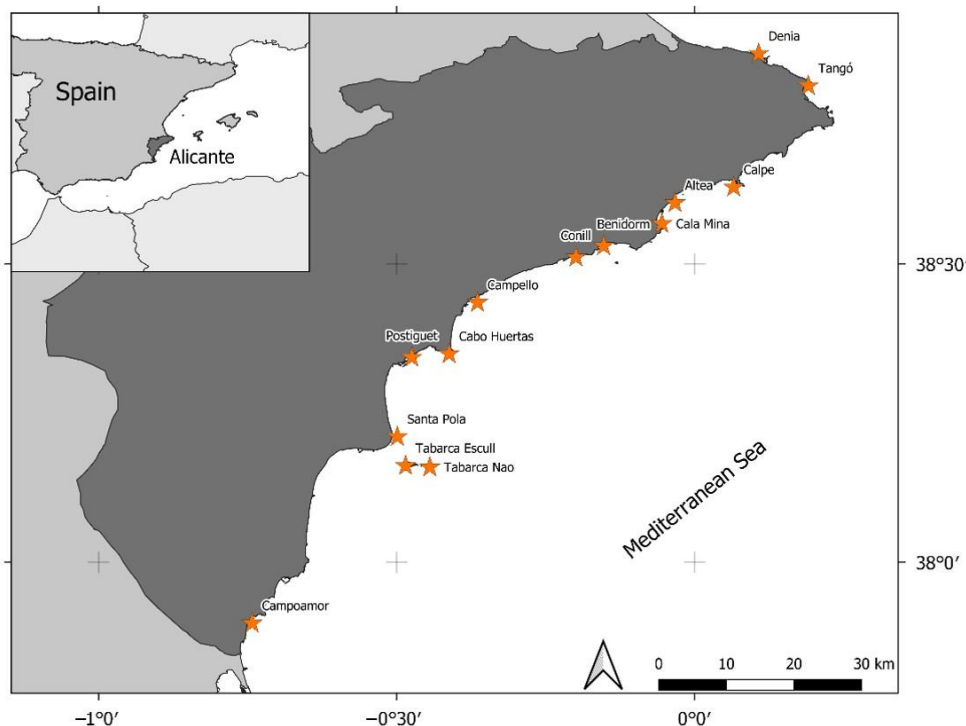 Spain
Alicante
Denia
Tangó
Calpe
Altea
Benidorm
Cala Mina
Conill
38°30'
Campello
Postiguet
Cabo Huertas
Santa Pola
Tabarca Escull
Tabarca Nao
Mediterranean Sea
38°0'
Campoamor
0 10 20 30 km
−1°0' −0°30' 0°0'